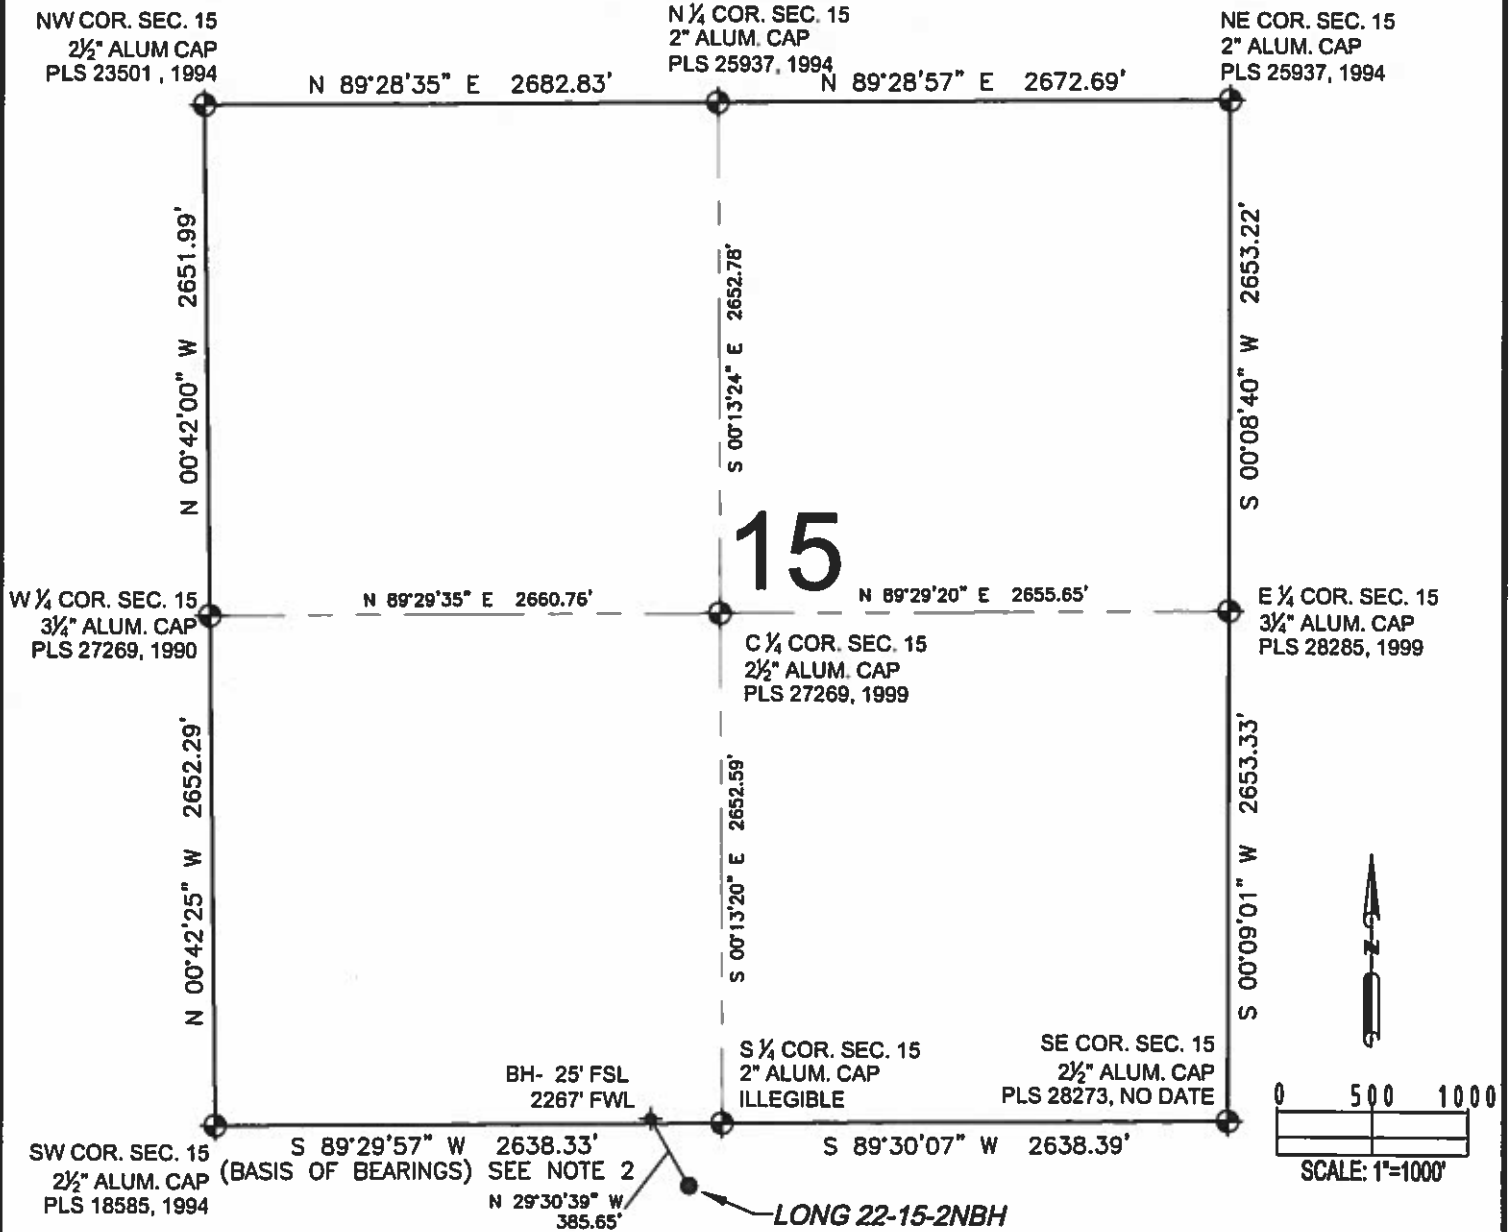 NW COR. SEC. 15
2½" ALUM CAP
PLS 23501 , 1994
N ¼ COR. SEC. 15
2" ALUM. CAP
PLS 25937, 1994
NE COR. SEC. 15
2" ALUM. CAP
PLS 25937, 1994
N 89°28'35" E 2682.83'
N 89°28'57" E 2672.69'
N 00°42'00" W 2651.99'
S 00°13'24" E 2652.78'
S 00°08'40" W 2653.22'
15
W ¼ COR. SEC. 15
3¼" ALUM. CAP
PLS 27269, 1990
N 89°29'35" E 2660.76'
N 89°29'20" E 2655.65'
E ¼ COR. SEC. 15
3¼" ALUM. CAP
PLS 28285, 1999
C ¼ COR. SEC. 15
2½" ALUM. CAP
PLS 27269, 1999
N 00°42'25" W 2652.29'
S 00°13'20" E 2652.59'
S 00°09'01" W 2653.33'
N
BH- 25' FSL
2267' FWL
S ¼ COR. SEC. 15
2" ALUM. CAP
ILLEGIBLE
SE COR. SEC. 15
2½" ALUM. CAP
PLS 28273, NO DATE
0 500 1000
SCALE: 1"=1000'
SW COR. SEC. 15
2½" ALUM. CAP
PLS 18585, 1994
S 89°29'57" W 2638.33'
(BASIS OF BEARINGS) SEE NOTE 2
S 89°30'07" W 2638.39'
N 29°30'39" W
385.65'
LONG 22-15-2NBH